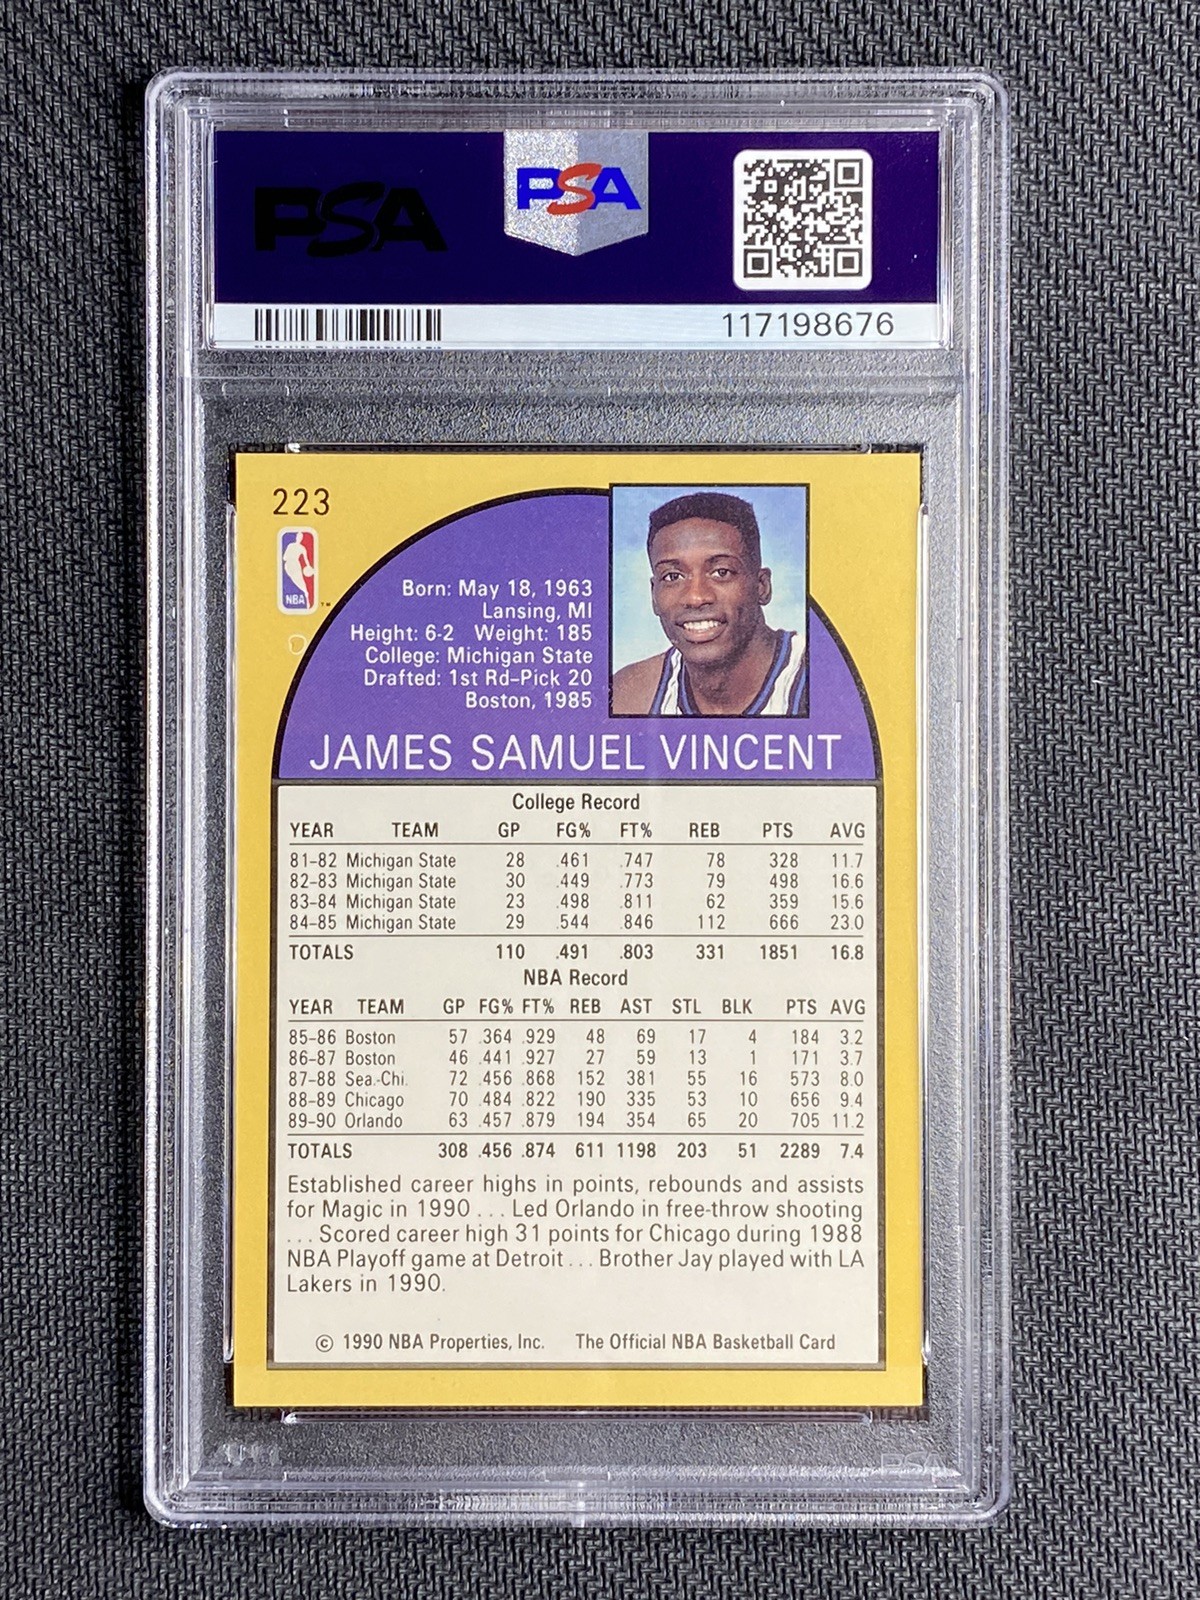 PSA
PSA
117198676
223
NBA
Born: May 18, 1963
Lansing, MI
Height: 6-2 Weight: 185
College: Michigan State
Drafted: 1st Rd-Pick 20
Boston, 1985
JAMES SAMUEL VINCENT
College Record
YEAR TEAM GP FG% FT% REB PTS AVG
81-82 Michigan State 28 .461 .747 78 328 11.7
82-83 Michigan State 30 .449 .773 79 498 16.6
83-84 Michigan State 23 .498 .811 62 359 15.6
84-85 Michigan State 29 .544 .846 112 666 23.0
TOTALS 110 .491 .803 331 1851 16.8
NBA Record
YEAR TEAM GP FG% FT% REB AST STL BLK PTS AVG
85-86 Boston 57 .364 .929 48 69 17 4 184 3.2
86-87 Boston 46 .441 .927 27 59 13 1 171 3.7
87-88 Sea.-Chi. 72 .456 .868 152 381 55 16 573 8.0
88-89 Chicago 70 .484 .822 190 335 53 10 656 9.4
89-90 Orlando 63 .457 .879 194 354 65 20 705 11.2
TOTALS 308 .456 .874 611 1198 203 51 2289 7.4
Established career highs in points, rebounds and assists
for Magic in 1990 . . . Led Orlando in free-throw shooting
. . . Scored career high 31 points for Chicago during 1988
NBA Playoff game at Detroit . . . Brother Jay played with LA
Lakers in 1990.
© 1990 NBA Properties, Inc. The Official NBA Basketball Card
PSA